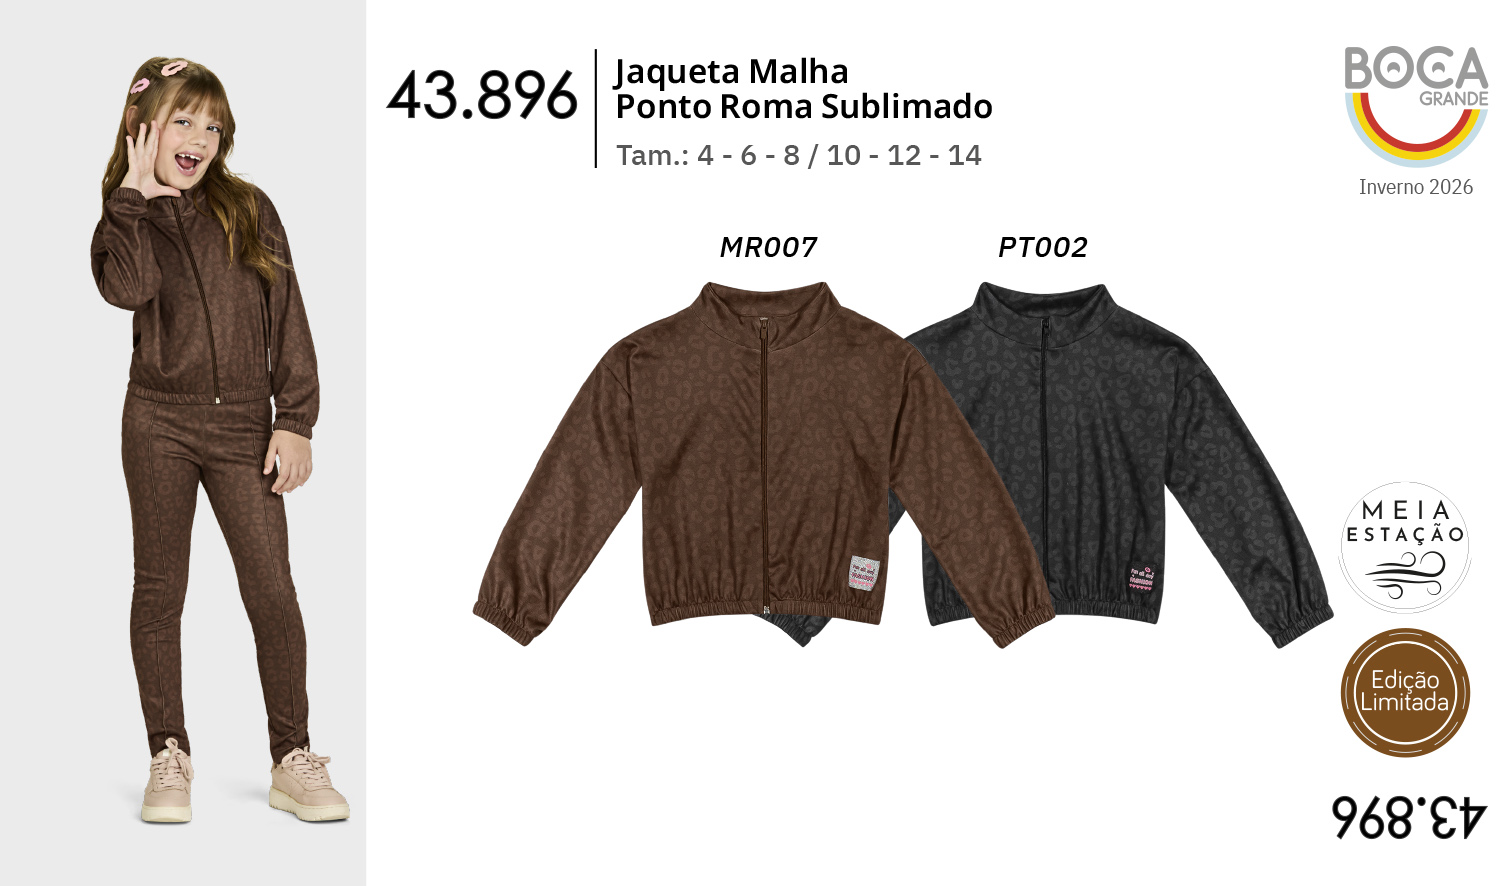 43.896
Jaqueta Malha
Ponto Roma Sublimado
Tam.: 4 - 6 - 8 / 10 - 12 - 14
BOCA
GRANDE
Inverno 2026
MR007
PT002
MEIA
ESTAÇÃO
Edição
Limitada
43.896